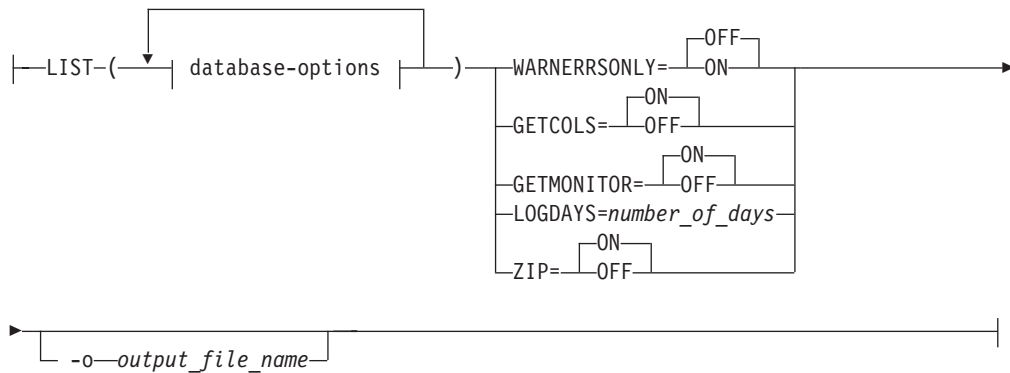 OFF
LIST ( database-options ) WARNERRSONLY= ON
ON
GETCOLS= OFF
ON
GETMONITOR= OFF
LOGDAYS=number_of_days
ON
ZIP= OFF
-o output_file_name